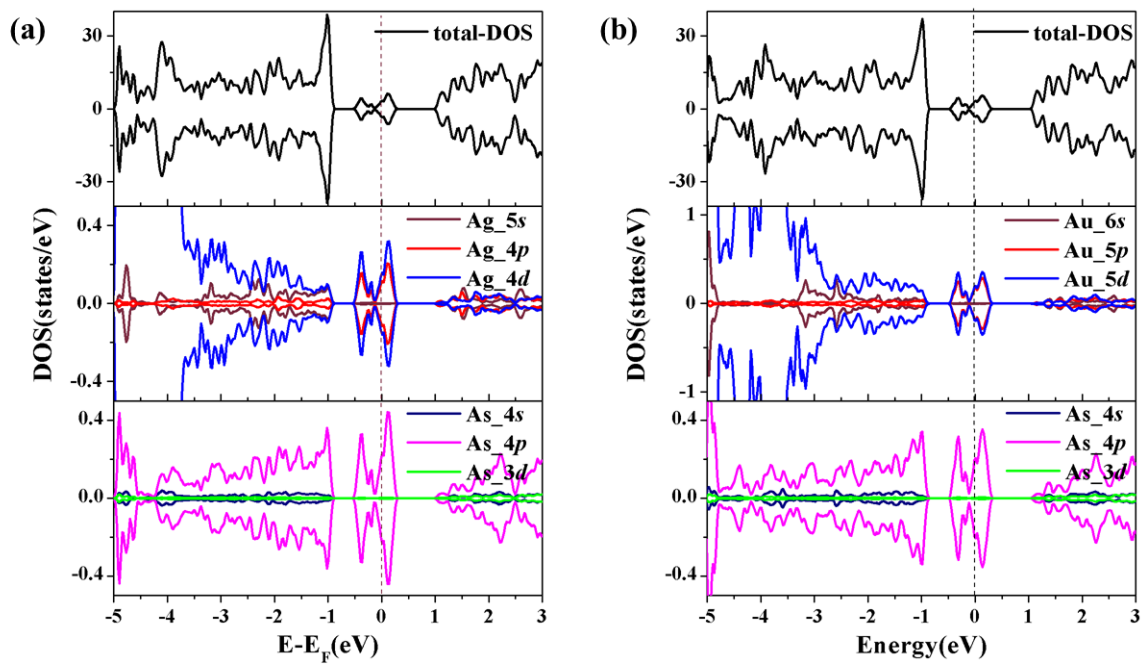 (a)
total-DOS
30
0
-30
Ag_5s
Ag_4p
Ag_4d
0.4
0.0
-0.4
DOS(states/eV)
As_4s
As_4p
As_3d
0.4
0.0
-0.4
-5 -4 -3 -2 -1 0 1 2 3
E-E_F(eV)
(b)
total-DOS
30
0
-30
Au_6s
Au_5p
Au_5d
1
0
-1
DOS(states/eV)
As_4s
As_4p
As_3d
0.4
0.0
-0.4
-5 -4 -3 -2 -1 0 1 2 3
Energy(eV)